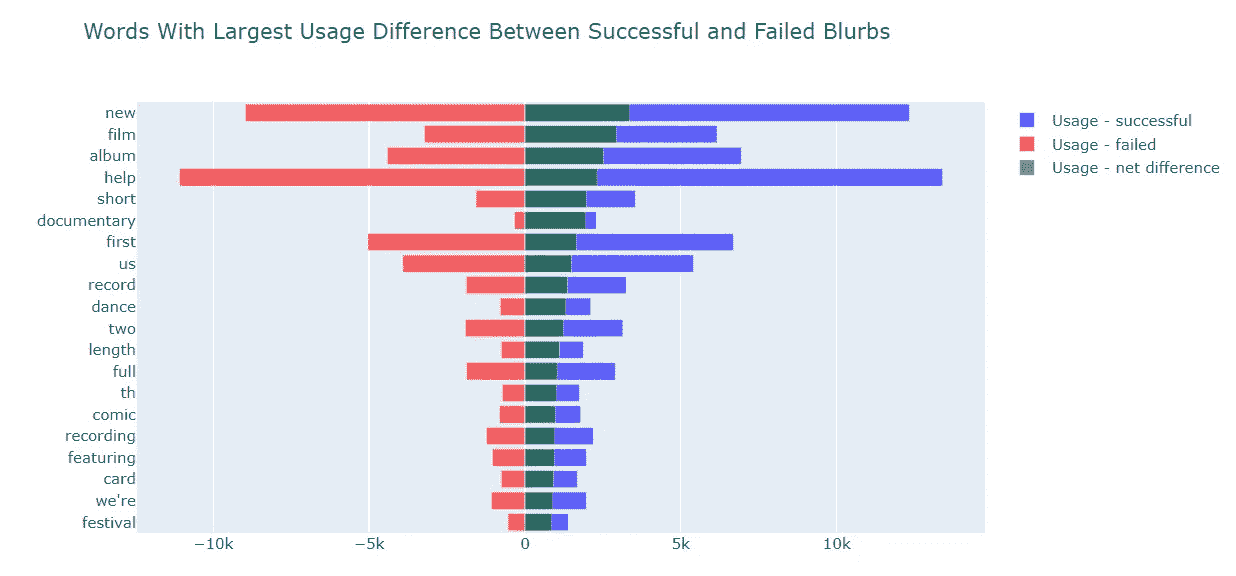 Words With Largest Usage Difference Between Successful and Failed Blurbs
new
film
album
help
short
documentary
first
us
record
dance
two
length
full
th
comic
recording
featuring
card
we're
festival
−10k
−5k
0
5k
10k
Usage - successful
Usage - failed
Usage - net difference